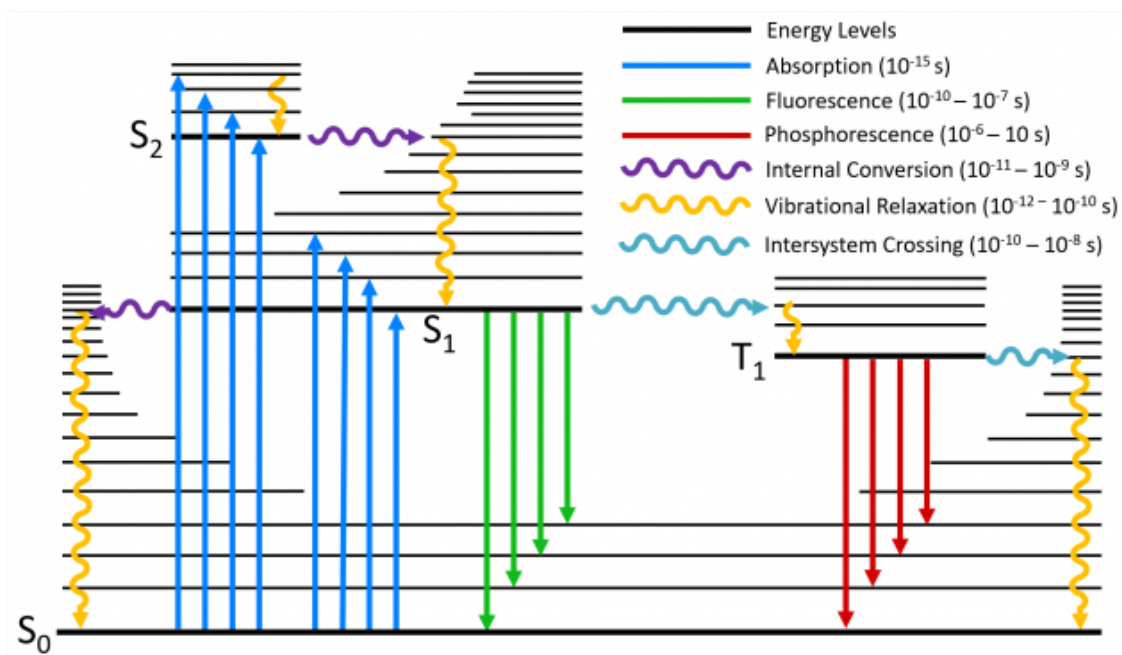 Energy Levels
Absorption (10⁻¹⁵ s)
Fluorescence (10⁻¹⁰ – 10⁻⁷ s)
Phosphorescence (10⁻⁶ – 10 s)
Internal Conversion (10⁻¹¹ – 10⁻⁹ s)
Vibrational Relaxation (10⁻¹² ⁻ 10⁻¹⁰ s)
Intersystem Crossing (10⁻¹⁰ – 10⁻⁸ s)
S₂
S₁
T₁
S₀